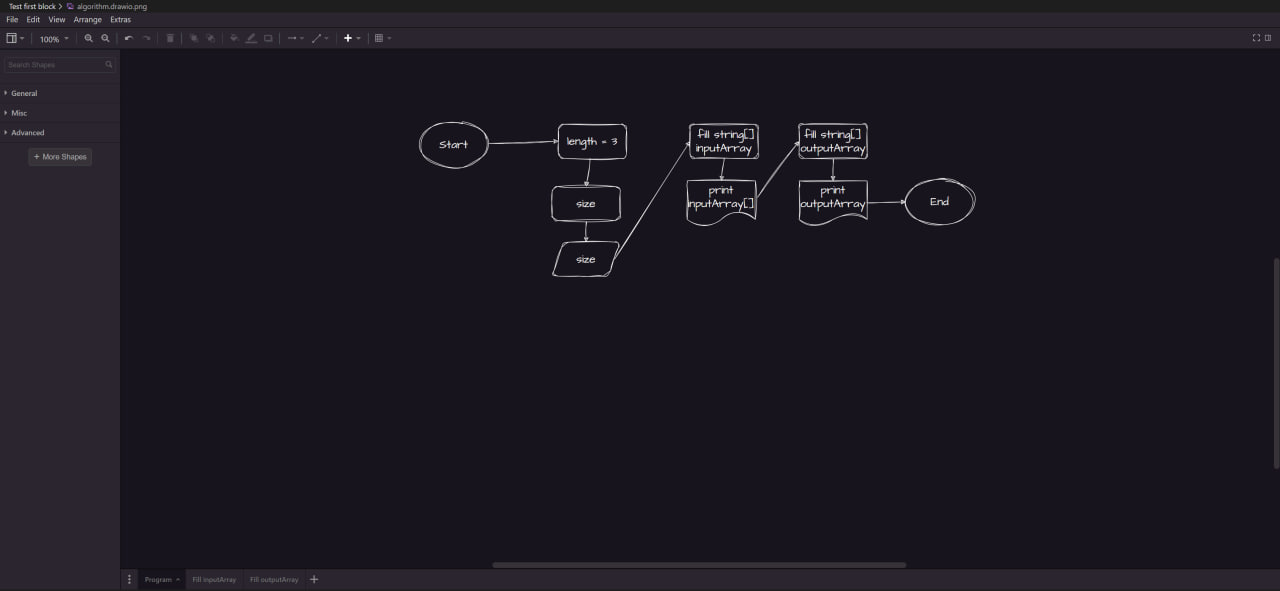 Test first block > algorithm.drawio.png
File Edit View Arrange Extras
100%
Search Shapes
General
Misc
Advanced
+ More Shapes
Start
length = 3
size
size
fill string[]
inputArray
print
inputArray[]
fill string[]
outputArray
print
outputArray
End
Program
Fill inputArray
Fill outputArray